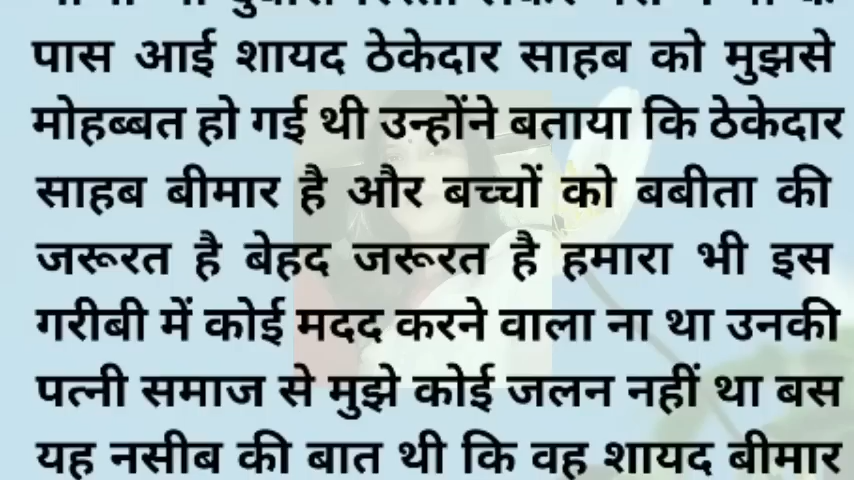 पास आई शायद ठेकेदार साहब को मुझसे
मोहब्बत हो गई थी उन्होंने बताया कि ठेकेदार
साहब बीमार है और बच्चों को बबीता की
जरूरत है बेहद जरूरत है हमारा भी इस
गरीबी में कोई मदद करने वाला ना था उनकी
पत्नी समाज से मुझे कोई जलन नहीं था बस
यह नसीब की बात थी कि वह शायद बीमार